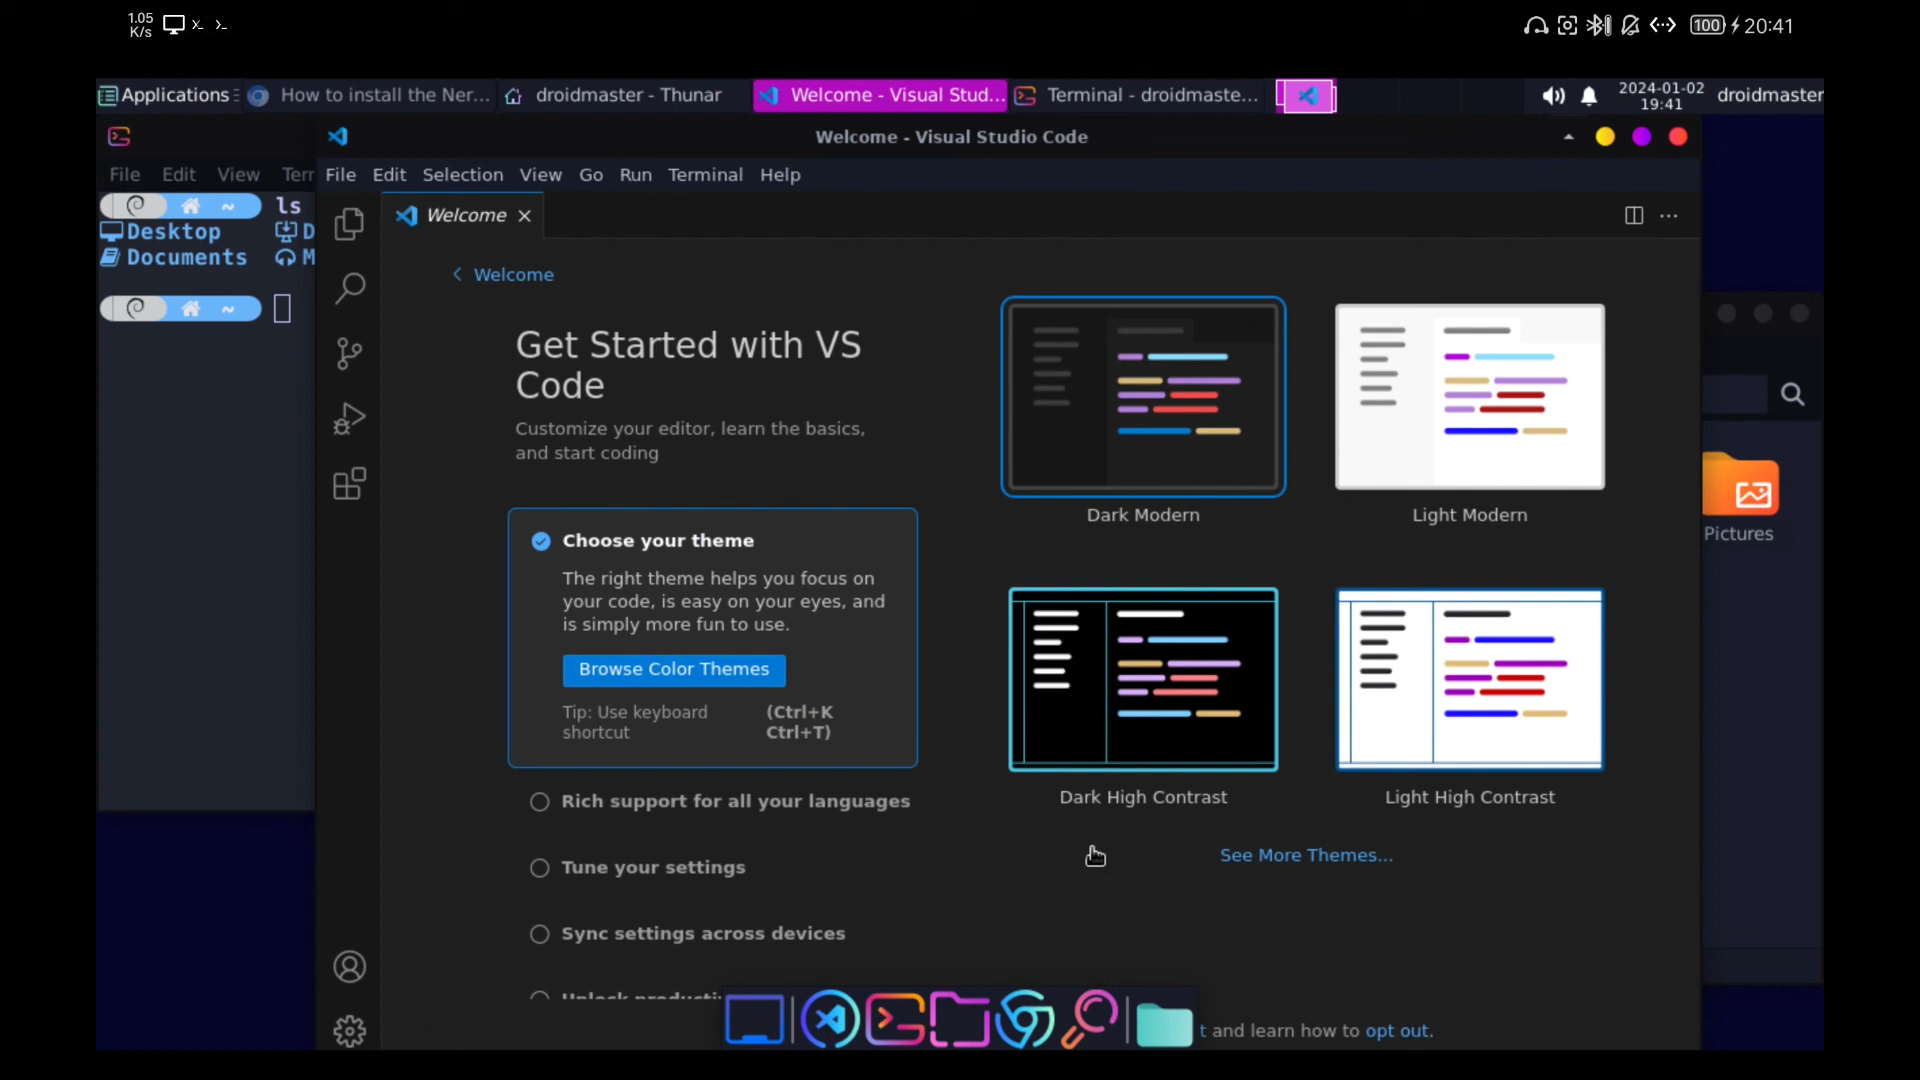 1.05
K/s
100
20:41
Applications
How to install the Ner...
droidmaster - Thunar
Welcome - Visual Stud...
Terminal - droidmaste...
2024-01-02
19:41
droidmaster
Welcome - Visual Studio Code
File Edit View Terr
File Edit Selection View Go Run Terminal Help
~ ls
Desktop D
Documents M
~
Welcome
Welcome
Get Started with VS
Code
Customize your editor, learn the basics,
and start coding
Choose your theme
The right theme helps you focus on
your code, is easy on your eyes, and
is simply more fun to use.
Browse Color Themes
Tip: Use keyboard
shortcut
(Ctrl+K
Ctrl+T)
Rich support for all your languages
Tune your settings
Sync settings across devices
Dark Modern
Light Modern
Dark High Contrast
Light High Contrast
See More Themes...
Pictures
t and learn how to opt out.